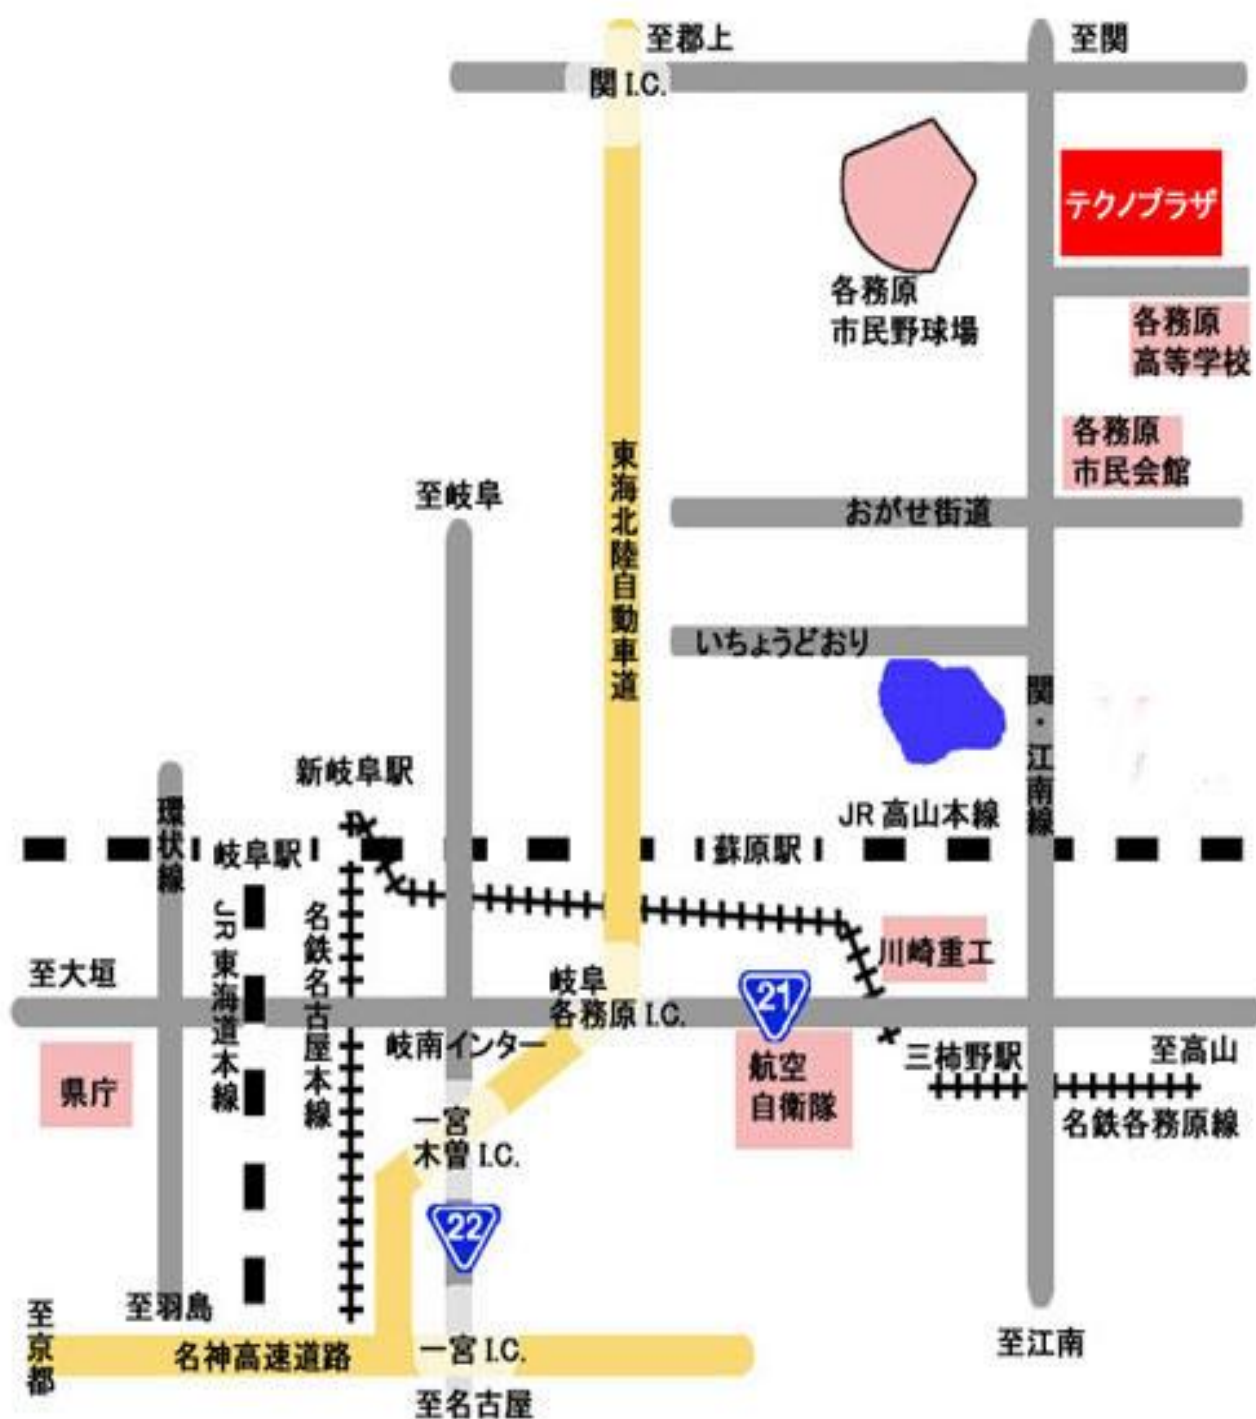 至郡上
至関
関 I.C.
テクノプラザ
各務原
市民野球場
各務原
高等学校
各務原
市民会館
東海北陸自動車道
至岐阜
おがせ街道
いちょうどおり
関・江南線
新岐阜駅
環状線
JR 高山本線
岐阜駅
蘇原駅
JR東海道本線
名鉄名古屋本線
川崎重工
至大垣
岐阜
各務原 I.C.
21
岐南インター
県庁
航空
自衛隊
三柿野駅
至高山
名鉄各務原線
一宮
木曽 I.C.
22
至羽島
至京都
名神高速道路
一宮 I.C.
至江南
至名古屋